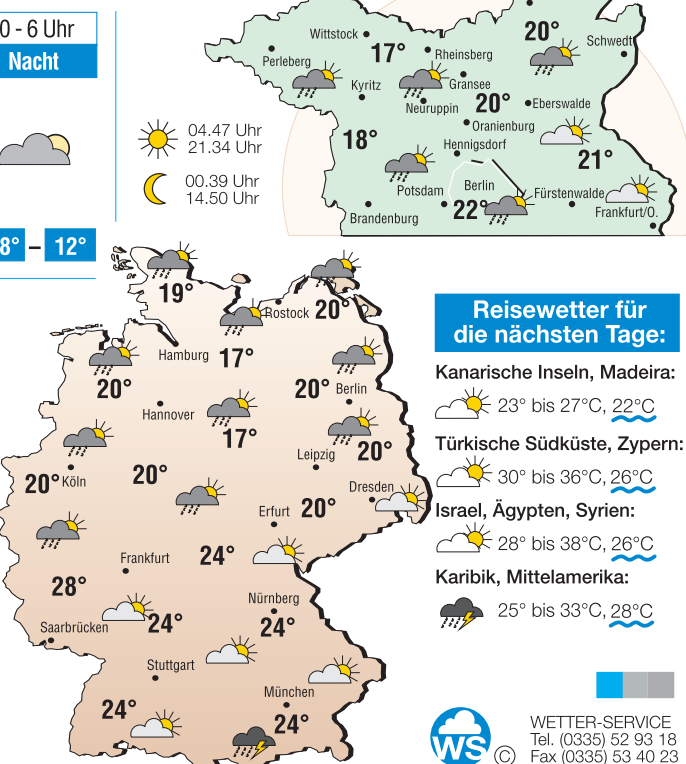 0 - 6 Uhr
Nacht
8° – 12°
04.47 Uhr
21.34 Uhr
00.39 Uhr
14.50 Uhr
Wittstock
17°
20°
Schwedt
Perleberg
Rheinsberg
Kyritz
Gransee
Neuruppin
20°
Eberswalde
Oranienburg
18°
Hennigsdorf
21°
Potsdam
Berlin
Fürstenwalde
Brandenburg
22°
Frankfurt/O.
19°
Rostock
20°
Hamburg
17°
20°
20°
Berlin
Hannover
17°
20°
Leipzig
20°
Köln
20°
Dresden
Erfurt
20°
Frankfurt
24°
28°
Nürnberg
24°
24°
Saarbrücken
Stuttgart
München
24°
24°
Reisewetter für
die nächsten Tage:
Kanarische Inseln, Madeira:
23° bis 27°C, 22°C
Türkische Südküste, Zypern:
30° bis 36°C, 26°C
Israel, Ägypten, Syrien:
28° bis 38°C, 26°C
Karibik, Mittelamerika:
25° bis 33°C, 28°C
WS ©
WETTER-SERVICE
Tel. (0335) 52 93 18
Fax (0335) 53 40 23